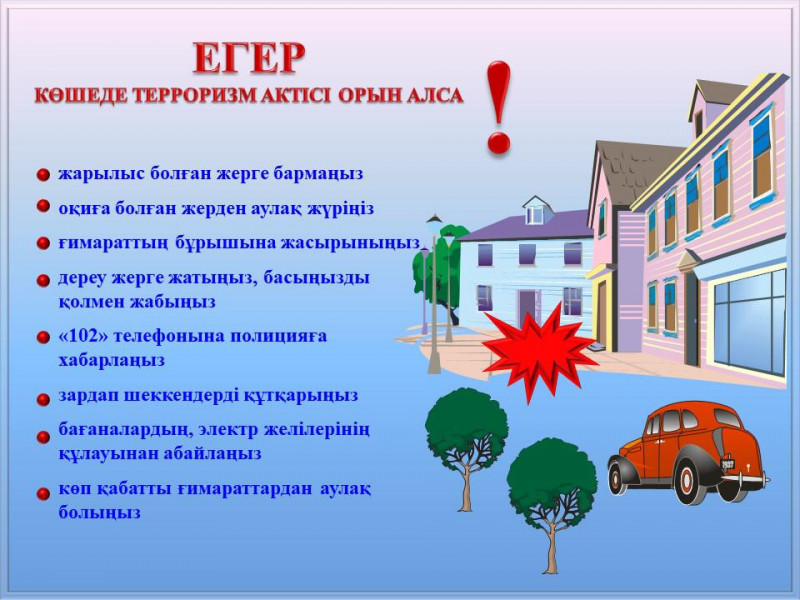 ЕГЕР
КӨШЕДЕ ТЕРРОРИЗМ АКТІСІ ОРЫН АЛСА
!
жарылыс болған жерге бармаңыз
оқиға болған жерден аулақ жүріңіз
ғимараттың бұрышына жасырыныңыз
дереу жерге жатыңыз, басыңызды
қолмен жабыңыз
«102» телефонына полицияға
хабарлаңыз
зардап шеккендерді құтқарыңыз
бағаналардың, электр желілерінің
құлауынан абайлаңыз
көп қабатты ғимараттардан аулақ
болыңыз